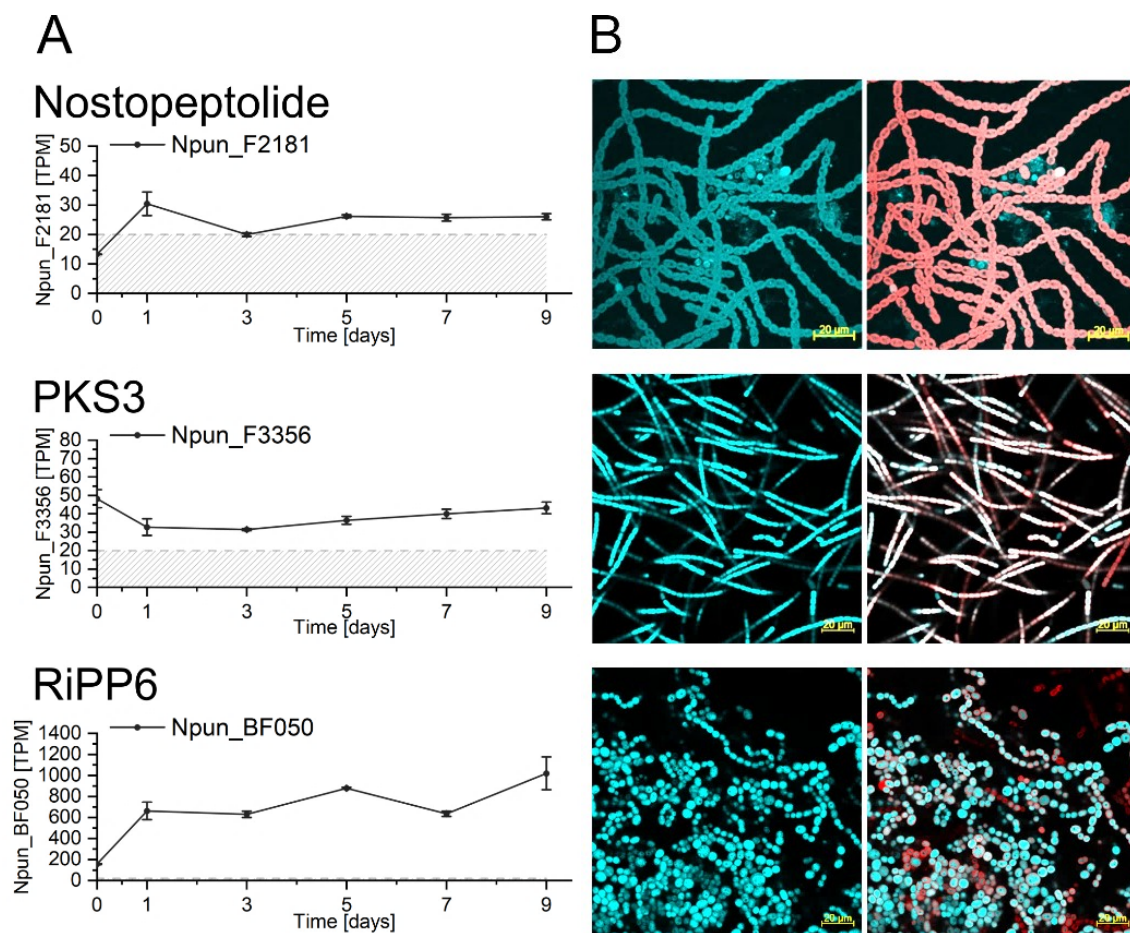 A
B
Nostopeptolide
Npun_F2181
Npun_F2181 [TPM]
50
40
30
20
10
0
0 1 3 5 7 9
Time [days]
20 µm
20 µm
PKS3
Npun_F3356
Npun_F3356 [TPM]
80
70
60
50
40
30
20
10
0
0 1 3 5 7 9
Time [days]
20 µm
20 µm
RiPP6
Npun_BF050
Npun_BF050 [TPM]
1400
1200
1000
800
600
400
200
0
0 1 3 5 7 9
Time [days]
20 µm
20 µm